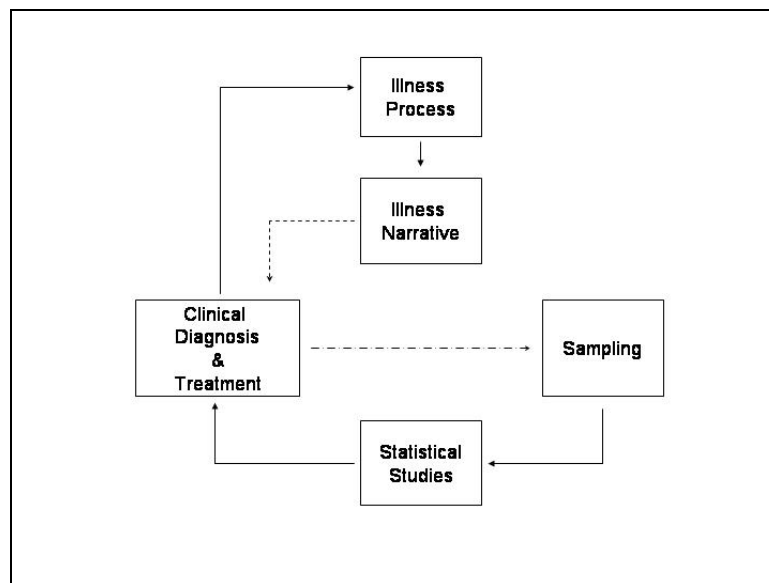 Illness
Process
Illness
Narrative
Clinical
Diagnosis
&
Treatment
Sampling
Statistical
Studies